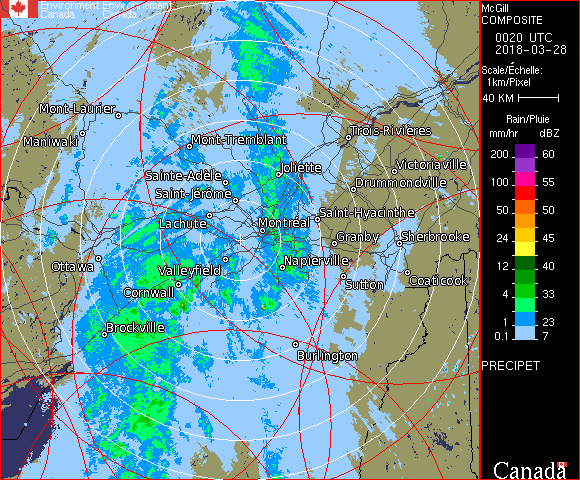 Environment Environnement
Canada Canada
McGill
COMPOSITE
0020 UTC
2018-03-28
Scale/Échelle:
1km/Pixel
40 KM
Rain/Pluie
mm/hr dBZ
200 60
100 55
50 50
24 45
12 40
4 33
1 23
0.1 7
PRECIPET
Canada
Mont-Laurier
Maniwaki
Mont-Tremblant
Trois-Rivières
Joliette
Victoriaville
Sainte-Adèle
Drummondville
Saint-Jérôme
Saint-Hyacinthe
Lachute
Montréal
Granby
Sherbrooke
Ottawa
Valleyfield
Napierville
Sutton
Coaticook
Cornwall
Brockville
Burlington